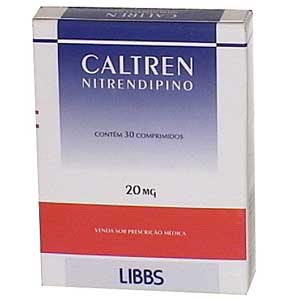 CALTREN
NITRENDIPINO
CONTÉM 30 COMPRIMIDOS
20 MG
VENDA SOB PRESCRIÇÃO MÉDICA
LIBBS